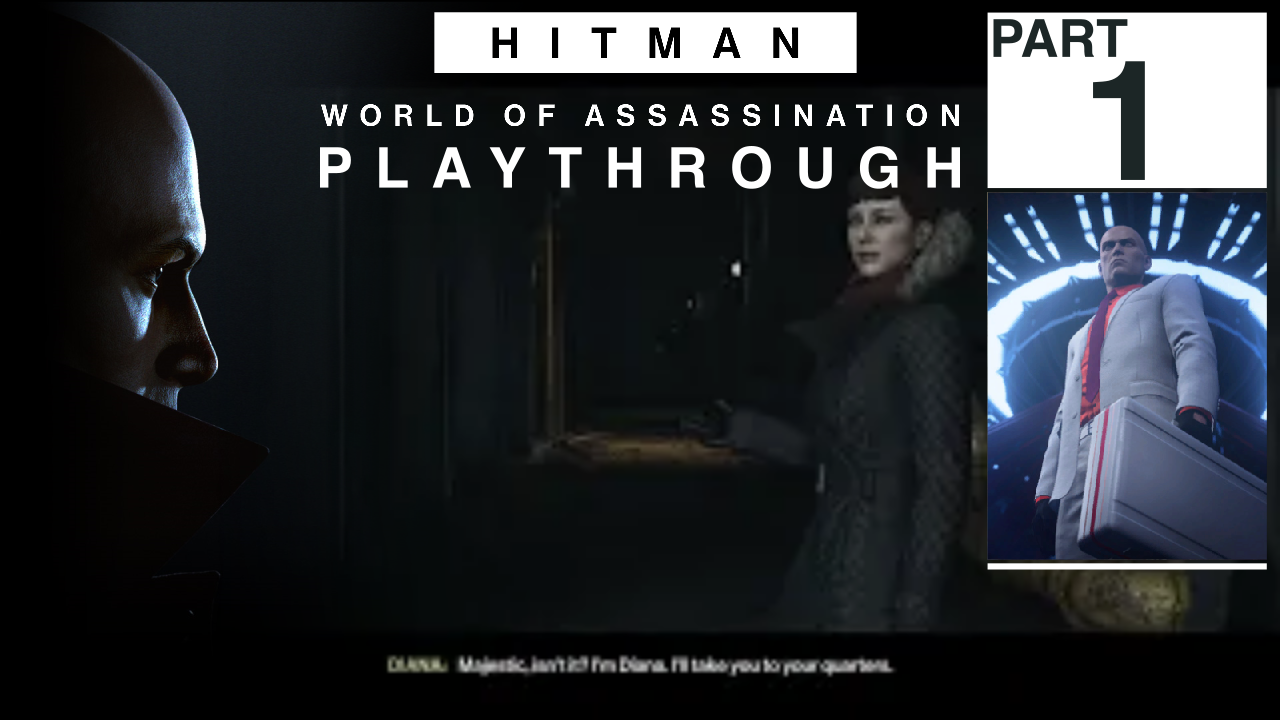 HITMAN
WORLD OF ASSASSINATION
PLAYTHROUGH
PART
1
DIANA: Majestic, isn't it? I'm Diana. I'll take you to your quarters.